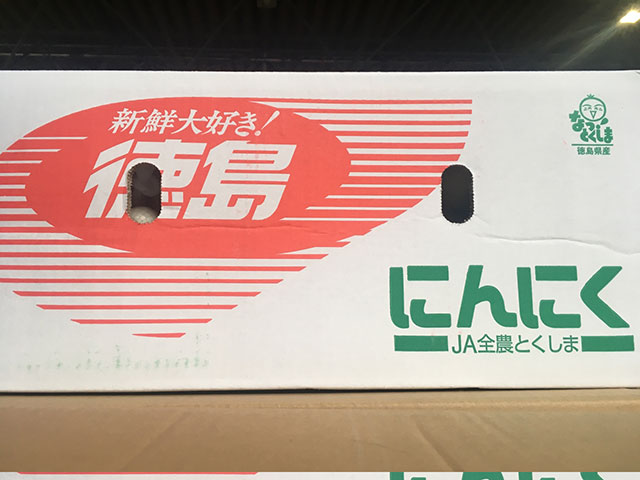 新鮮大好き!
徳島
なっ!とくしま
徳島県産
にんにく
JA全農とくしま